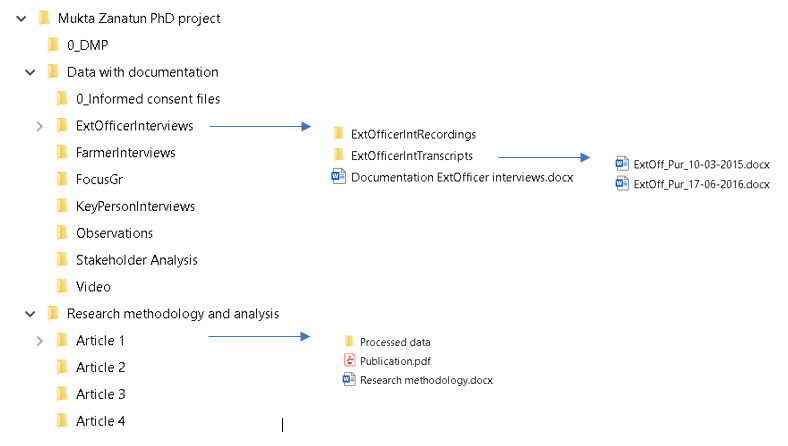 Mukta Zanatun PhD project
0_DMP
Data with documentation
0_Informed consent files
ExtOfficerInterviews
FarmerInterviews
FocusGr
KeyPersonInterviews
Observations
Stakeholder Analysis
Video
Research methodology and analysis
Article 1
Article 2
Article 3
Article 4
ExtOfficerIntRecordings
ExtOfficerIntTranscripts
Documentation ExtOfficer interviews.docx
ExtOff_Pur_10-03-2015.docx
ExtOff_Pur_17-06-2016.docx
Processed data
Publication.pdf
Research methodology.docx